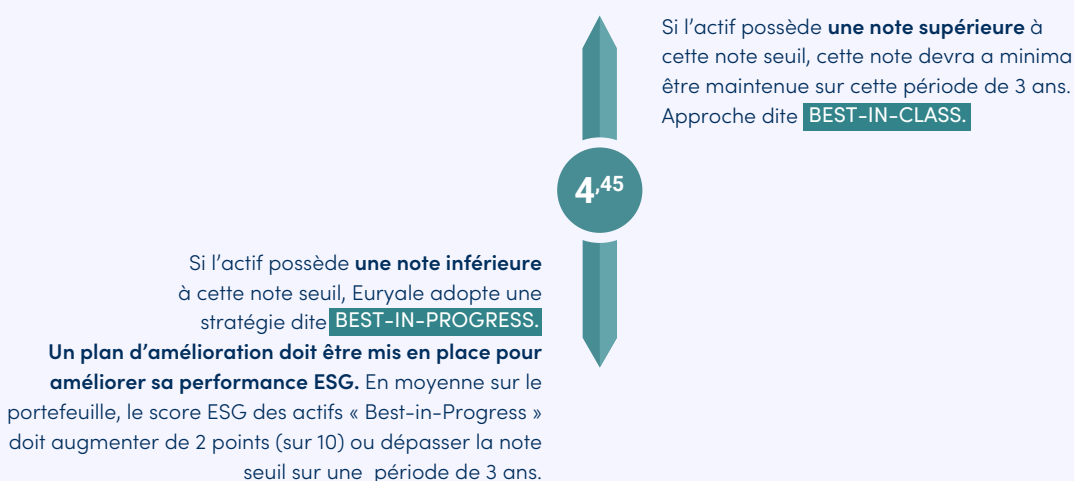 Si l'actif possède une note supérieure à
cette note seuil, cette note devra a minima
être maintenue sur cette période de 3 ans.
Approche dite BEST-IN-CLASS.
4,45
Si l'actif possède une note inférieure
à cette note seuil, Euryale adopte une
stratégie dite BEST-IN-PROGRESS.
Un plan d'amélioration doit être mis en place pour
améliorer sa performance ESG. En moyenne sur le
portefeuille, le score ESG des actifs « Best-in-Progress »
doit augmenter de 2 points (sur 10) ou dépasser la note
seuil sur une période de 3 ans.